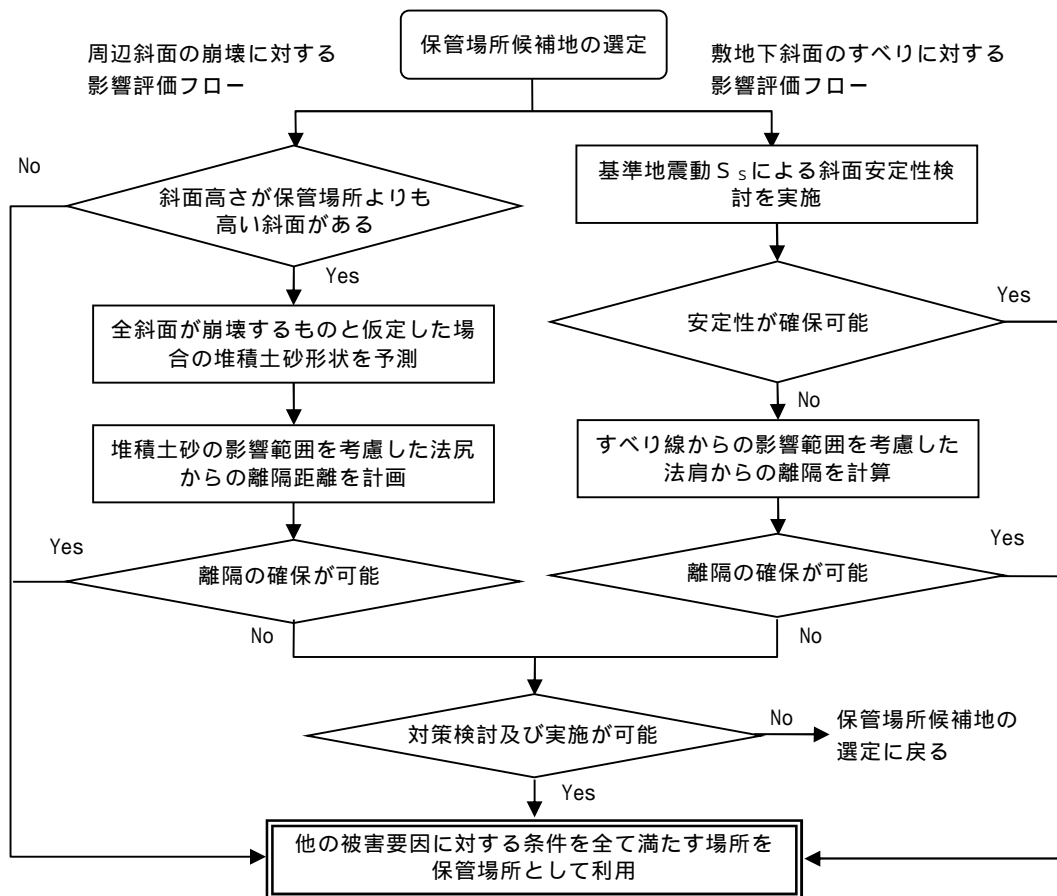 保管場所候補地の選定
周辺斜面の崩壊に対する
影響評価フロー
敷地下斜面のすべりに対する
影響評価フロー
No
斜面高さが保管場所よりも
高い斜面がある
Yes
全斜面が崩壊するものと仮定した場
合の堆積土砂形状を予測
堆積土砂の影響範囲を考慮した法尻
からの離隔距離を計画
Yes
離隔の確保が可能
No
基準地震動Ｓｓによる斜面安定性検
討を実施
Yes
安定性が確保可能
No
すべり線からの影響範囲を考慮した
法肩からの離隔を計算
Yes
離隔の確保が可能
No
対策検討及び実施が可能
No
保管場所候補地の
選定に戻る
Yes
他の被害要因に対する条件を全て満たす場所を
保管場所として利用